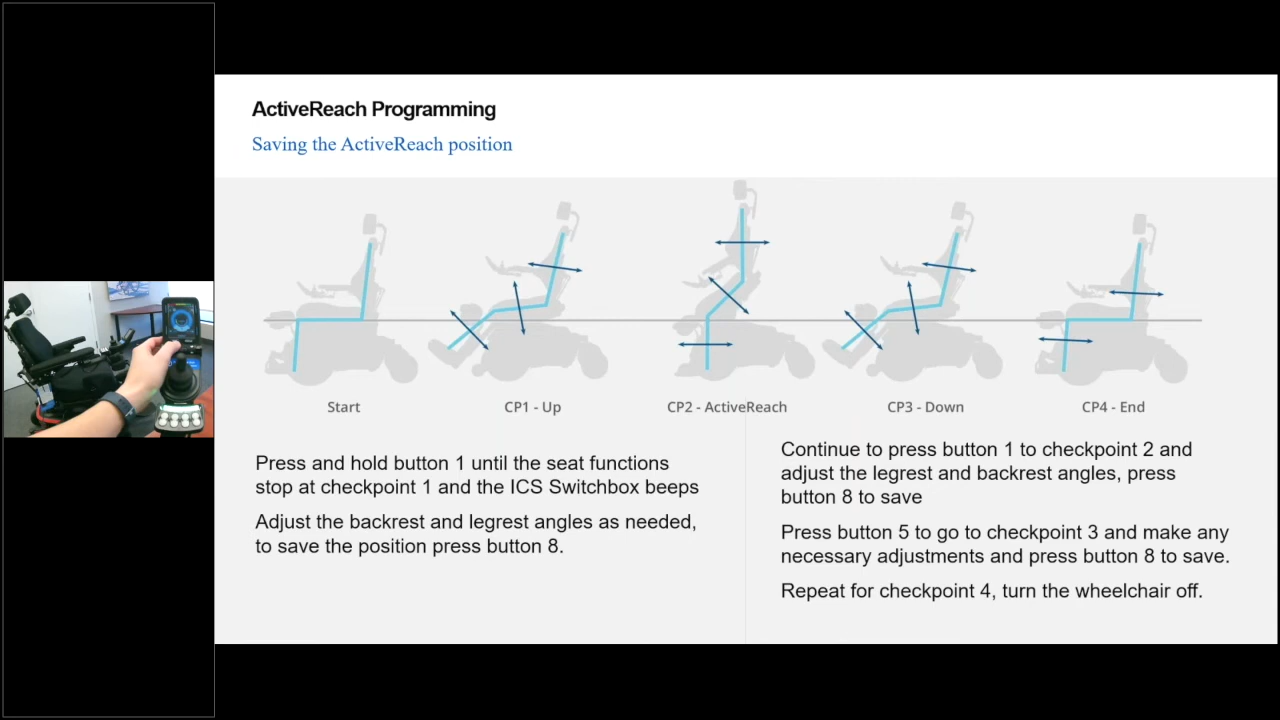 ActiveReach Programming
Saving the ActiveReach position
Start
CP1 - Up
CP2 - ActiveReach
CP3 - Down
CP4 - End
Press and hold button 1 until the seat functions
stop at checkpoint 1 and the ICS Switchbox beeps
Adjust the backrest and legrest angles as needed,
to save the position press button 8.
Continue to press button 1 to checkpoint 2 and
adjust the legrest and backrest angles, press
button 8 to save
Press button 5 to go to checkpoint 3 and make any
necessary adjustments and press button 8 to save.
Repeat for checkpoint 4, turn the wheelchair off.